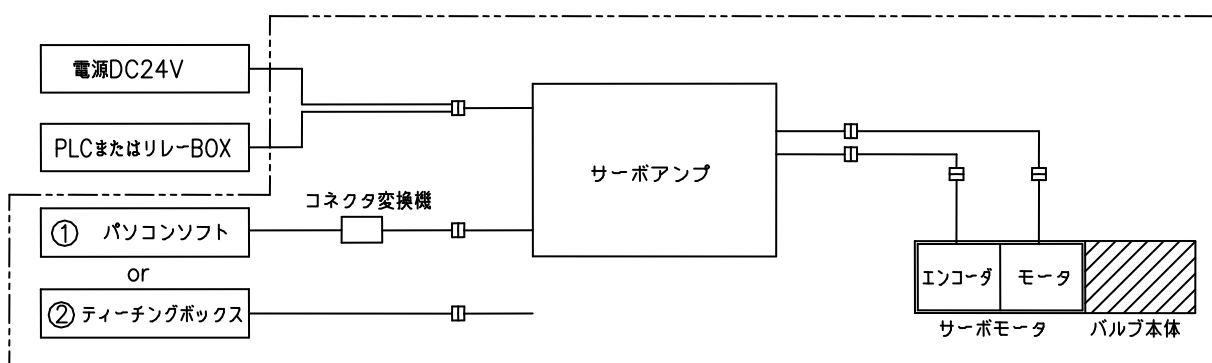 電源DC24V
PLCまたはリレーBOX
コネクタ変換機
① パソコンソフト
or
② ティーチングボックス
サーボアンプ
エンコーダ
モータ
サーボモータ
バルブ本体